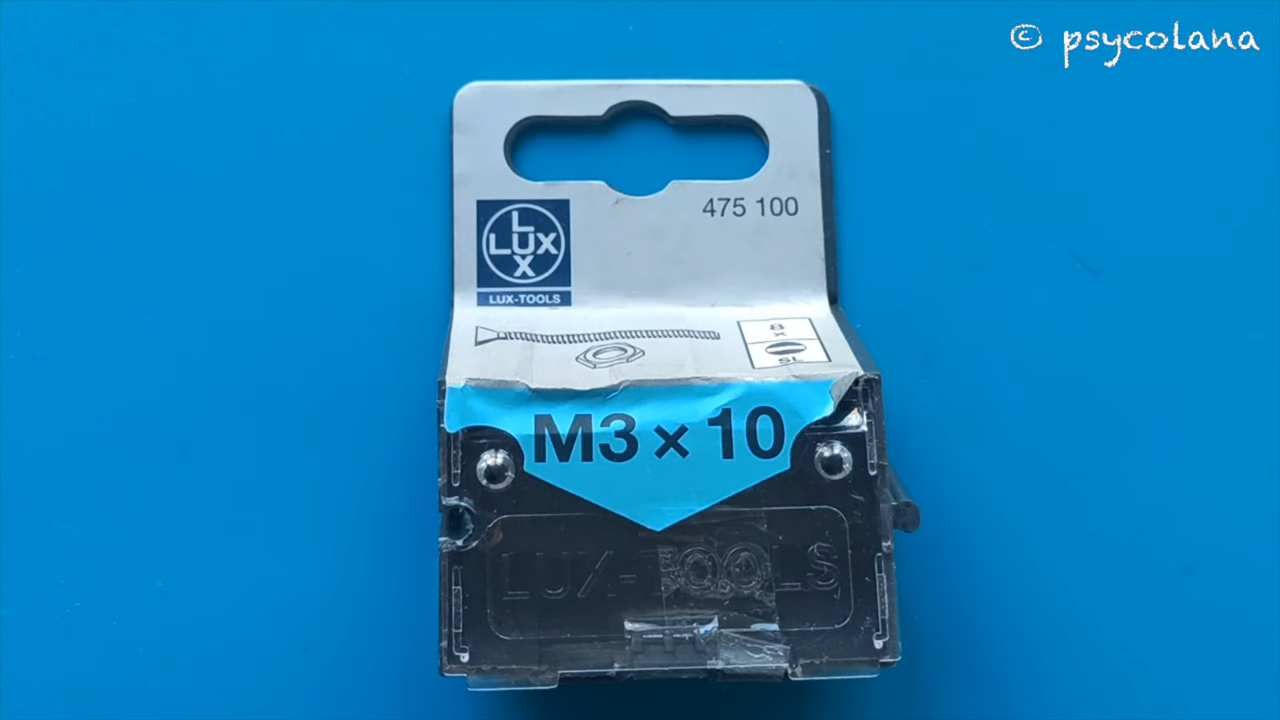 © psycolana
475 100
L
LUX
X
LUX-TOOLS
8
x
SL
M3 × 10
LUX-TOOLS